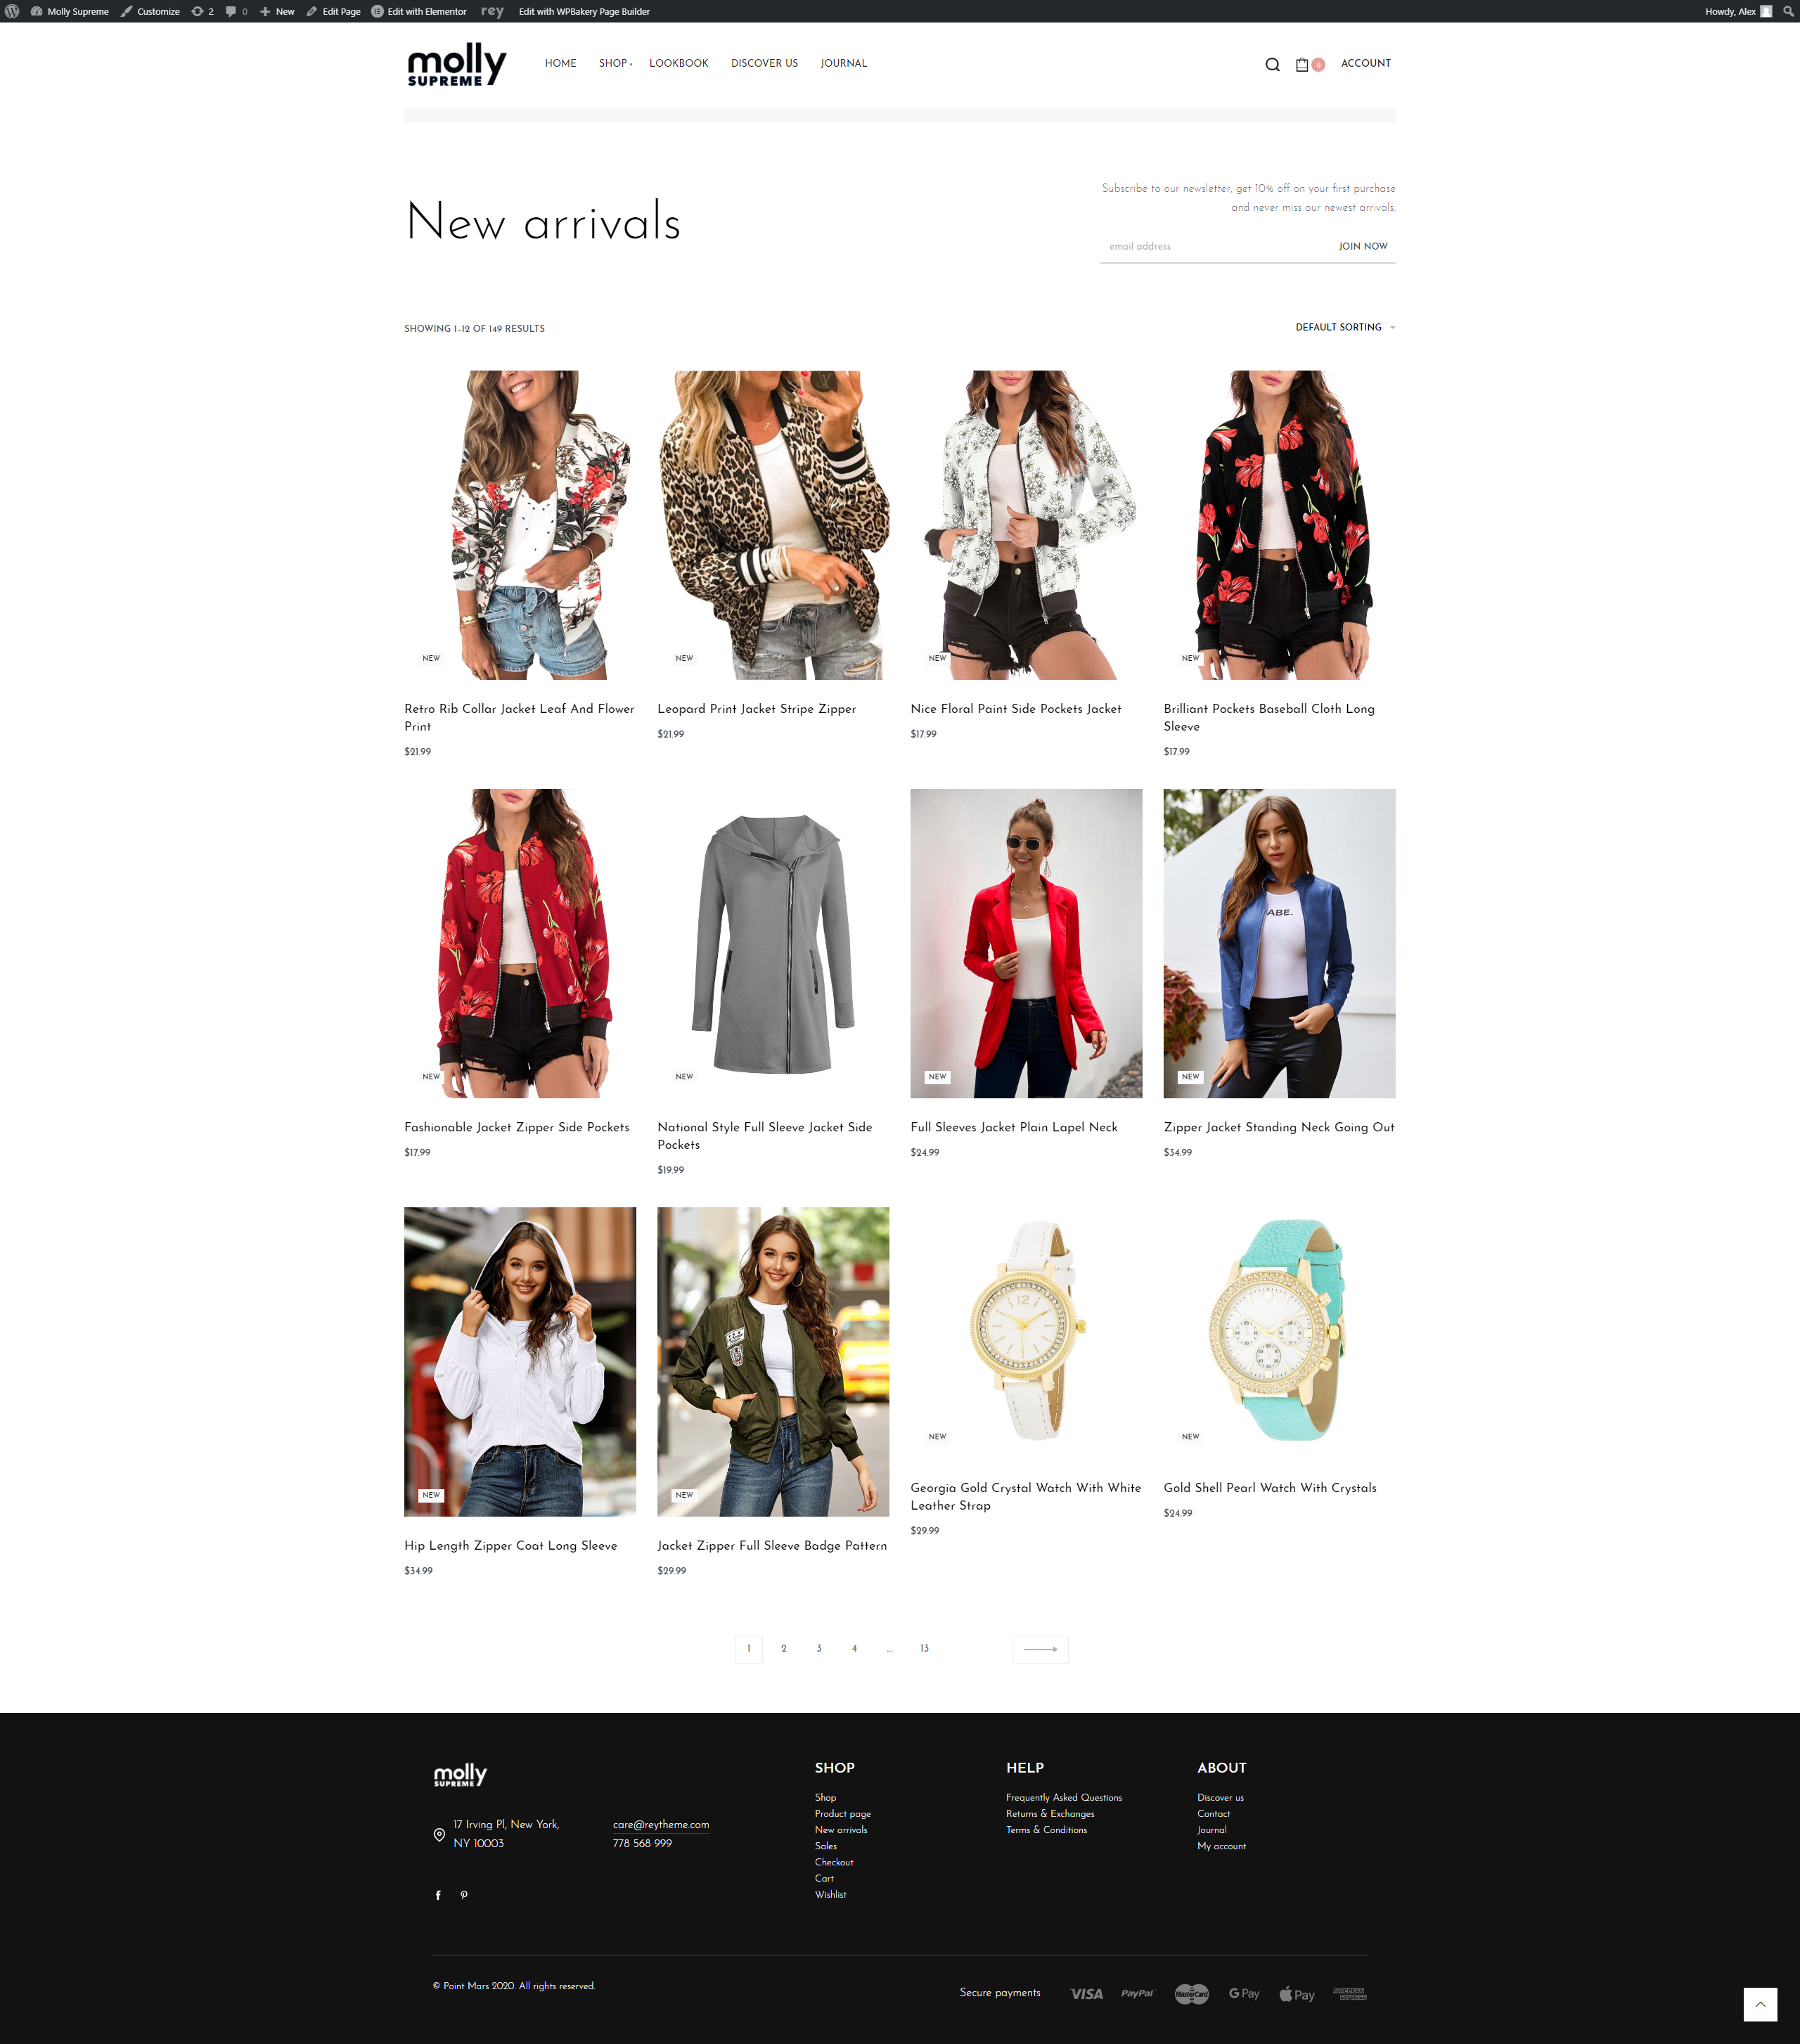 Molly Supreme Customize 2 0 New Edit Page Edit with Elementor rey Edit with WPBakery Page Builder Howdy, Alex
molly
SUPREME
HOME SHOP LOOKBOOK DISCOVER US JOURNAL 0 ACCOUNT
New arrivals
Subscribe to our newsletter, get 10% off on your first purchase
and never miss our newest arrivals.
email address JOIN NOW
SHOWING 1–12 OF 149 RESULTS DEFAULT SORTING
NEW NEW NEW NEW
Retro Rib Collar Jacket Leaf And Flower
Print
$21.99
Leopard Print Jacket Stripe Zipper
$21.99
Nice Floral Paint Side Pockets Jacket
$17.99
Brilliant Pockets Baseball Cloth Long
Sleeve
$17.99
ABE.
NEW NEW NEW NEW
Fashionable Jacket Zipper Side Pockets
$17.99
National Style Full Sleeve Jacket Side
Pockets
$19.99
Full Sleeves Jacket Plain Lapel Neck
$24.99
Zipper Jacket Standing Neck Going Out
$34.99
12
NEW NEW NEW NEW
Hip Length Zipper Coat Long Sleeve
$34.99
Jacket Zipper Full Sleeve Badge Pattern
$29.99
Georgia Gold Crystal Watch With White
Leather Strap
$29.99
Gold Shell Pearl Watch With Crystals
$24.99
1 2 3 4 … 13
molly
SUPREME
17 Irving Pl, New York,
NY 10003
care@reytheme.com
778 568 999
SHOP
Shop
Product page
New arrivals
Sales
Checkout
Cart
Wishlist
HELP
Frequently Asked Questions
Returns & Exchanges
Terms & Conditions
ABOUT
Discover us
Contact
Journal
My account
© Point Mars 2020. All rights reserved.
Secure payments VISA PayPal MasterCard G Pay Pay AMERICAN EXPRESS